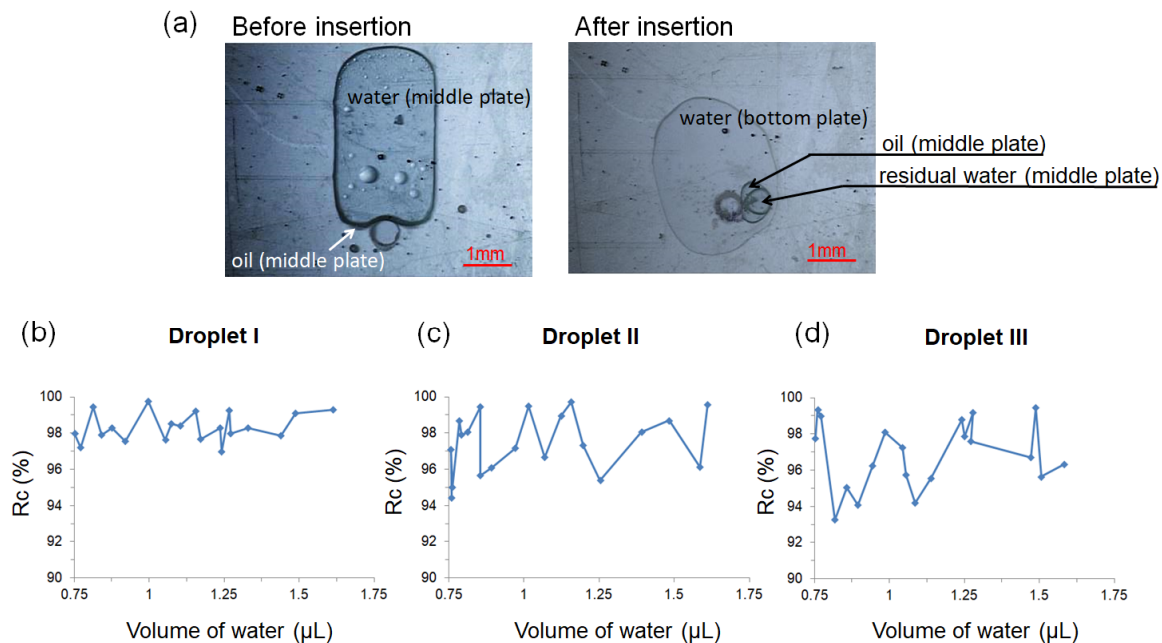 (a)
Before insertion
After insertion
water (middle plate)
oil (middle plate)
1mm
water (bottom plate)
oil (middle plate)
residual water (middle plate)
1mm
(b)
Droplet I
Rc (%)
100
98
96
94
92
90
0.75
1
1.25
1.5
1.75
Volume of water (µL)
(c)
Droplet II
Rc (%)
100
98
96
94
92
90
0.75
1
1.25
1.5
1.75
Volume of water (µL)
(d)
Droplet III
Rc (%)
100
98
96
94
92
90
0.75
1
1.25
1.5
1.75
Volume of water (µL)